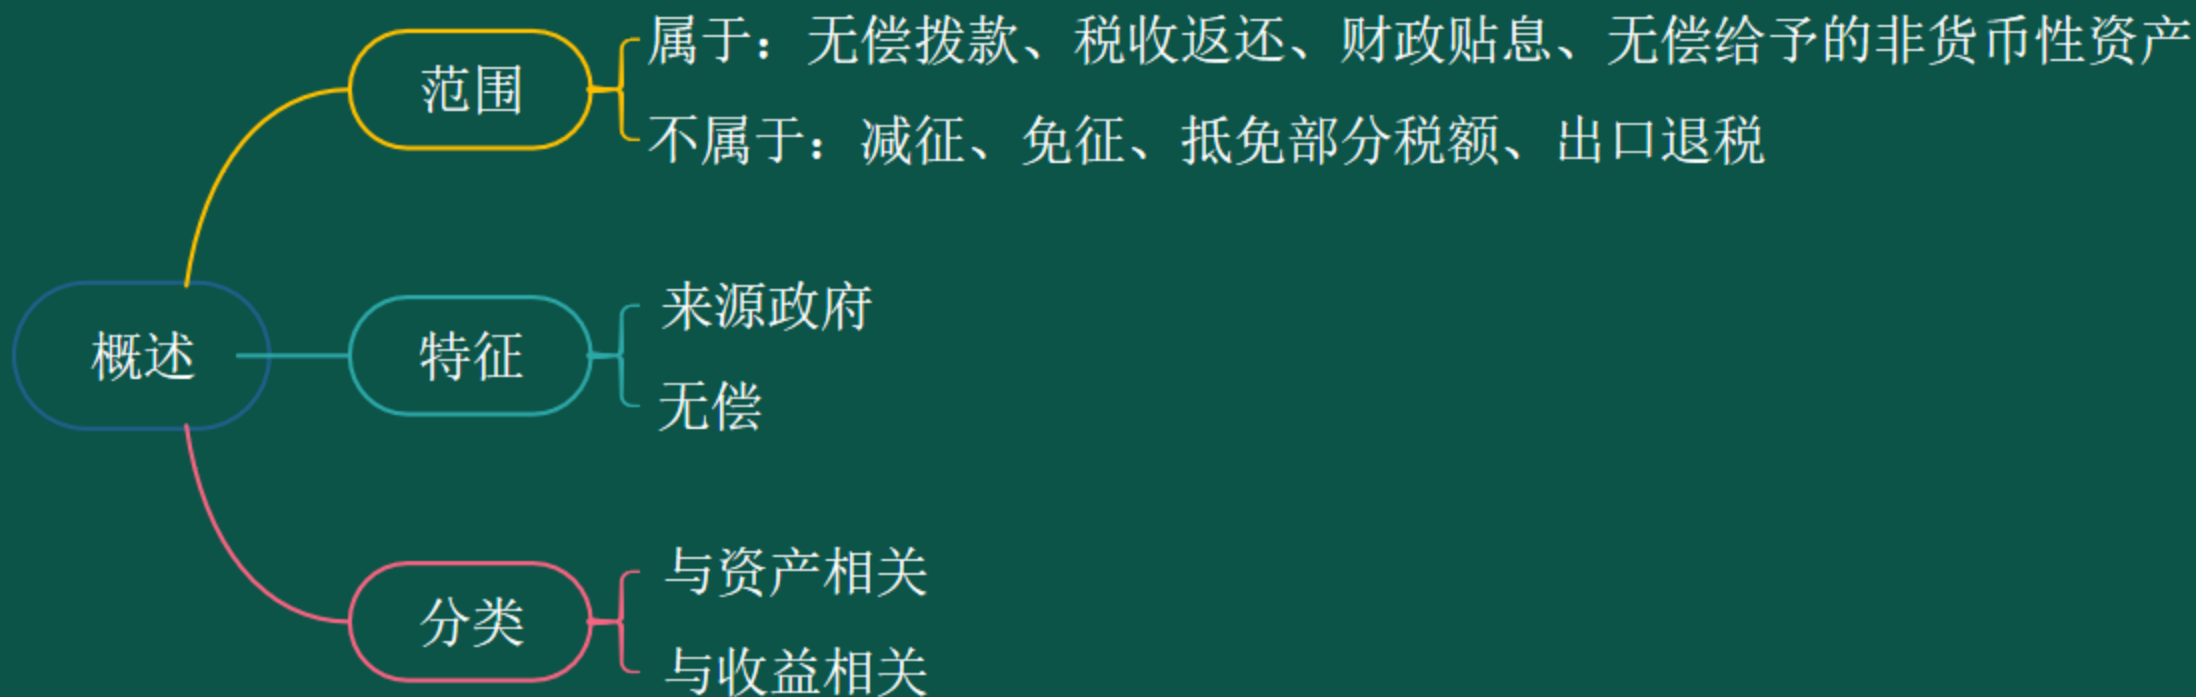 属于：无偿拨款、税收返还、财政贴息、无偿给予的非货币性资产
范围
不属于：减征、免征、抵免部分税额、出口退税
来源政府
概述
特征
无偿
与资产相关
分类
与收益相关